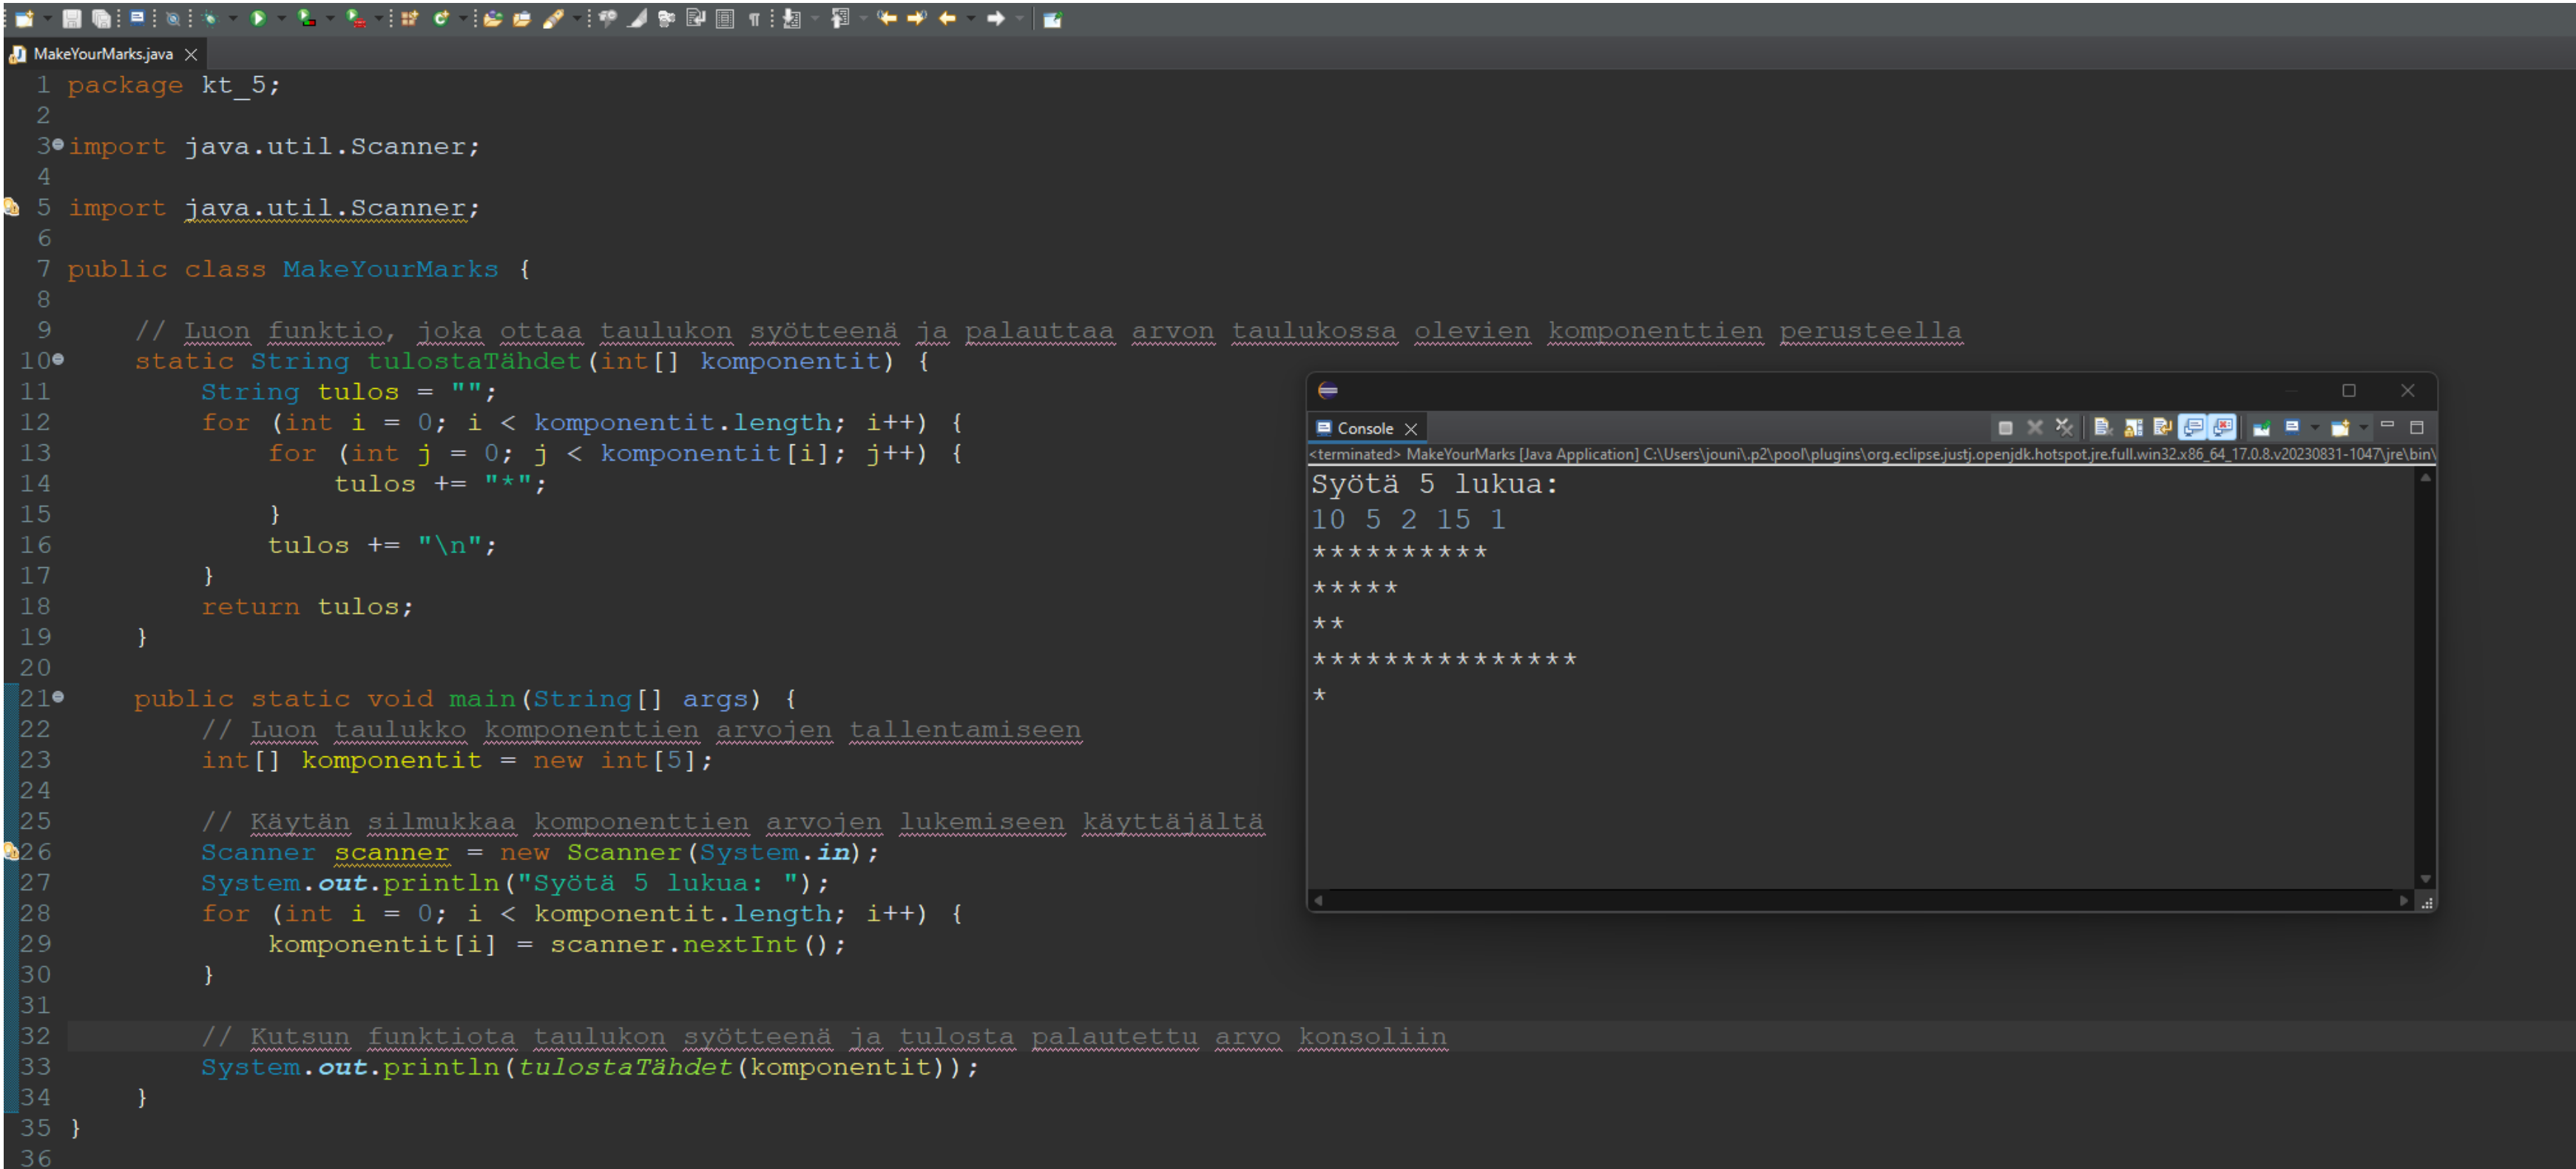 MakeYourMarks.java
1 package kt_5;
2
3 import java.util.Scanner;
4
5 import java.util.Scanner;
6
7 public class MakeYourMarks {
8
9 // Luon funktio, joka ottaa taulukon syötteenä ja palauttaa arvon taulukossa olevien komponenttien perusteella
10 static String tulostaTähdet(int[] komponentit) {
11 String tulos = "";
12 for (int i = 0; i < komponentit.length; i++) {
13 for (int j = 0; j < komponentit[i]; j++) {
14 tulos += "*";
15 }
16 tulos += "\n";
17 }
18 return tulos;
19 }
20
21 public static void main(String[] args) {
22 // Luon taulukko komponenttien arvojen tallentamiseen
23 int[] komponentit = new int[5];
24
25 // Käytän silmukkaa komponenttien arvojen lukemiseen käyttäjältä
26 Scanner scanner = new Scanner(System.in);
27 System.out.println("Syötä 5 lukua: ");
28 for (int i = 0; i < komponentit.length; i++) {
29 komponentit[i] = scanner.nextInt();
30 }
31
32 // Kutsun funktiota taulukon syötteenä ja tulosta palautettu arvo konsoliin
33 System.out.println(tulostaTähdet(komponentit));
34 }
35 }
36
Console
<terminated> MakeYourMarks [Java Application] C:\Users\jouni\.p2\pool\plugins\org.eclipse.justj.openjdk.hotspot.jre.full.win32.x86_64_17.0.8.v20230831-1047\jre\bin\
Syötä 5 lukua:
10 5 2 15 1
**********
*****
**
***************
*